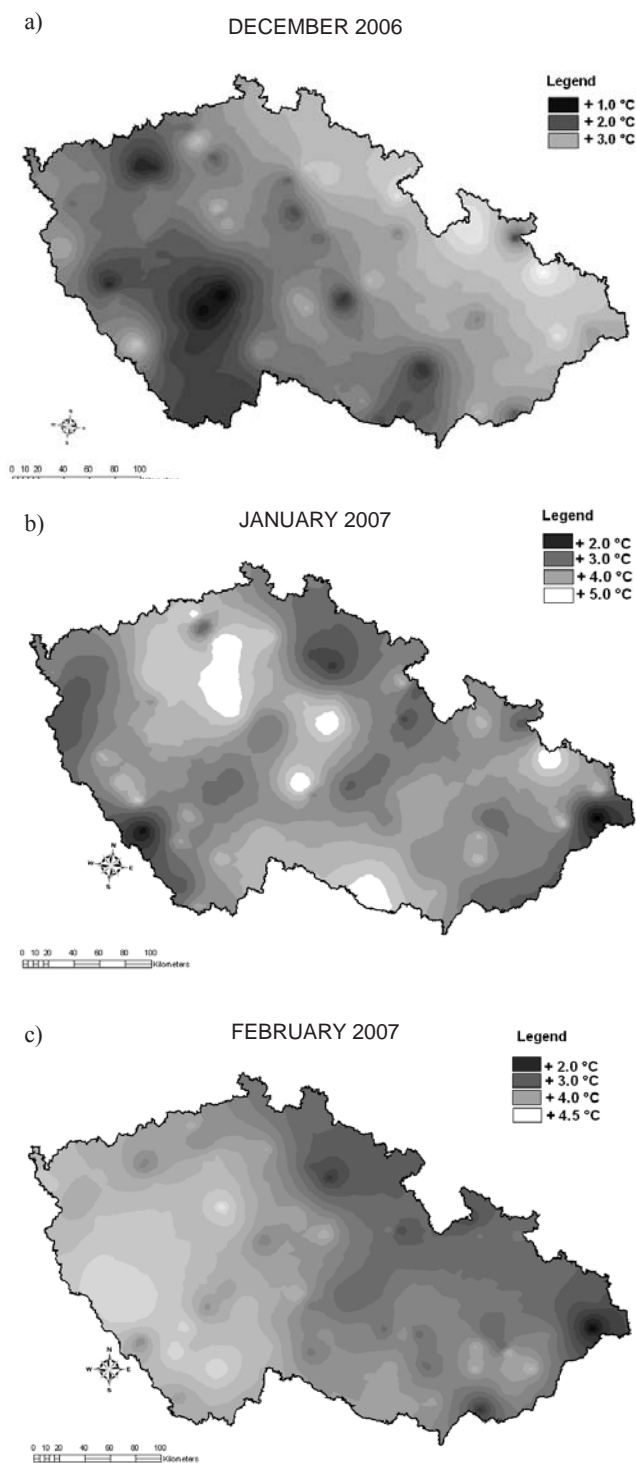 a)
DECEMBER 2006
Legend
+ 1.0 °C
+ 2.0 °C
+ 3.0 °C
N
W E
S
0 10 20 40 60 80 100
b)
JANUARY 2007
Legend
+ 2.0 °C
+ 3.0 °C
+ 4.0 °C
+ 5.0 °C
N
W E
S
0 10 20 40 60 80 100
Kilometers
c)
FEBRUARY 2007
Legend
+ 2.0 °C
+ 3.0 °C
+ 4.0 °C
+ 4.5 °C
N
W E
S
0 10 20 40 60 80 100
Kilometers